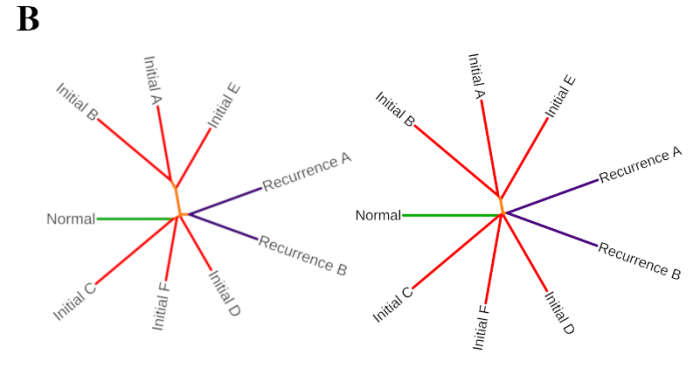 B
Initial A
Initial E
Initial B
Recurrence A
Normal
Recurrence B
Initial C
Initial F
Initial D
Initial A
Initial E
Initial B
Recurrence A
Normal
Recurrence B
Initial C
Initial F
Initial D